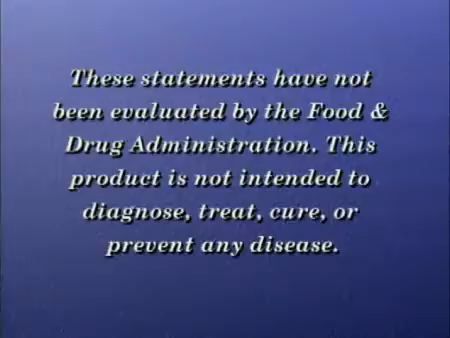 These statements have not
been evaluated by the Food &
Drug Administration. This
product is not intended to
diagnose, treat, cure, or
prevent any disease.